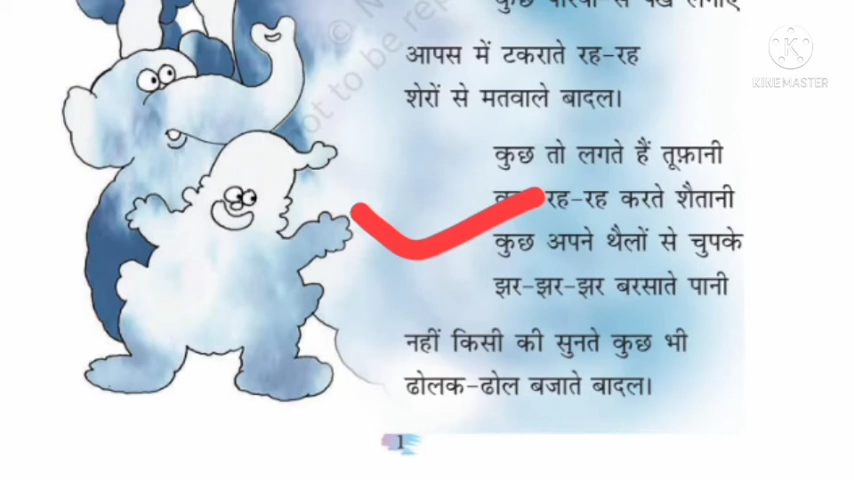 आपस में टकराते रह-रह
शेरों से मतवाले बादल।
कुछ तो लगते हैं तूफ़ानी
रह-रह करते शैतानी
कुछ अपने थैलों से चुपके
झर-झर-झर बरसाते पानी
नहीं किसी की सुनते कुछ भी
ढोलक-ढोल बजाते बादल।
1
KINEMASTER